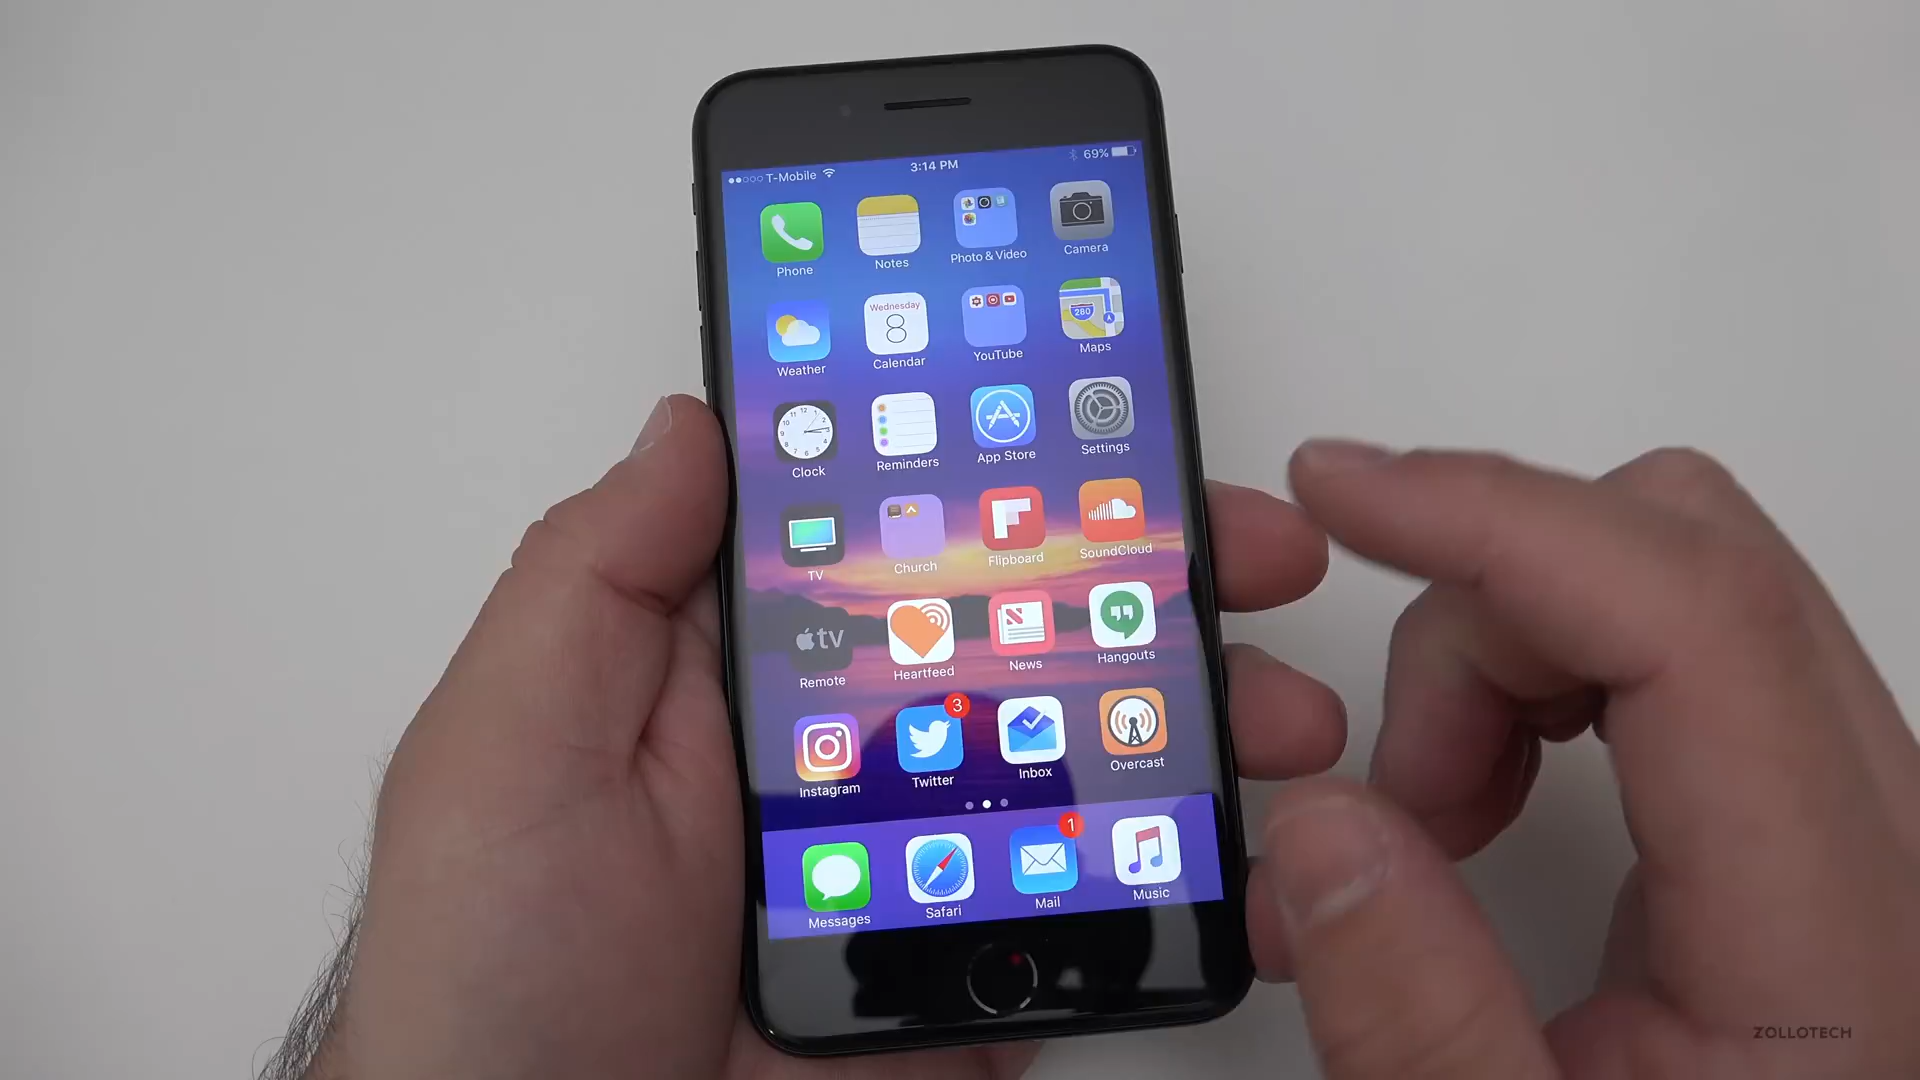 T-Mobile 3:14 PM 69%
Phone Notes Photo & Video Camera
Wednesday
8
280
Weather Calendar YouTube Maps
Clock Reminders App Store Settings
TV Church Flipboard SoundCloud
tv
Remote Heartfeed News Hangouts
3
Instagram Twitter Inbox Overcast
1
Messages Safari Mail Music
ZOLLOTECH